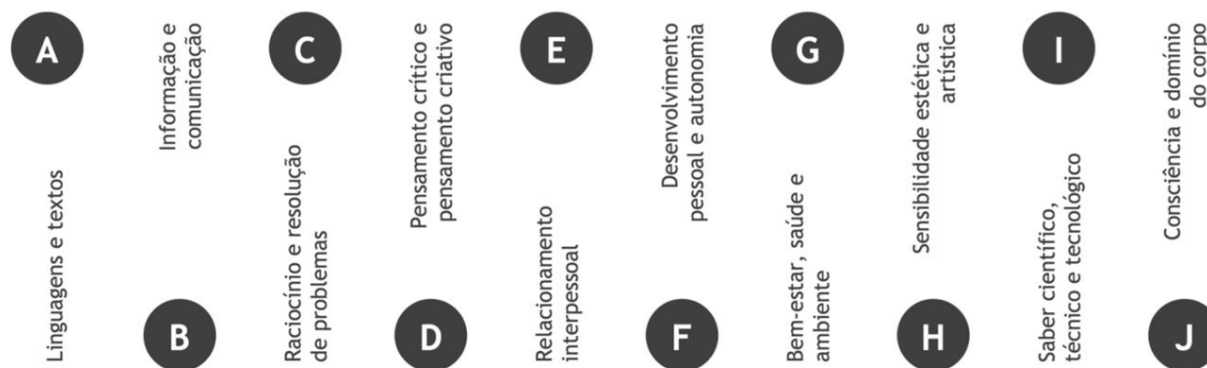 A
Linguagens e textos
B
Informação e
comunicação
C
Raciocínio e resolução
de problemas
D
Pensamento crítico e
pensamento criativo
E
Relacionamento
interpessoal
F
Desenvolvimento
pessoal e autonomia
G
Bem-estar, saúde e
ambiente
H
Sensibilidade estética e
artística
I
Saber científico,
técnico e tecnológico
J
Consciência e domínio
do corpo